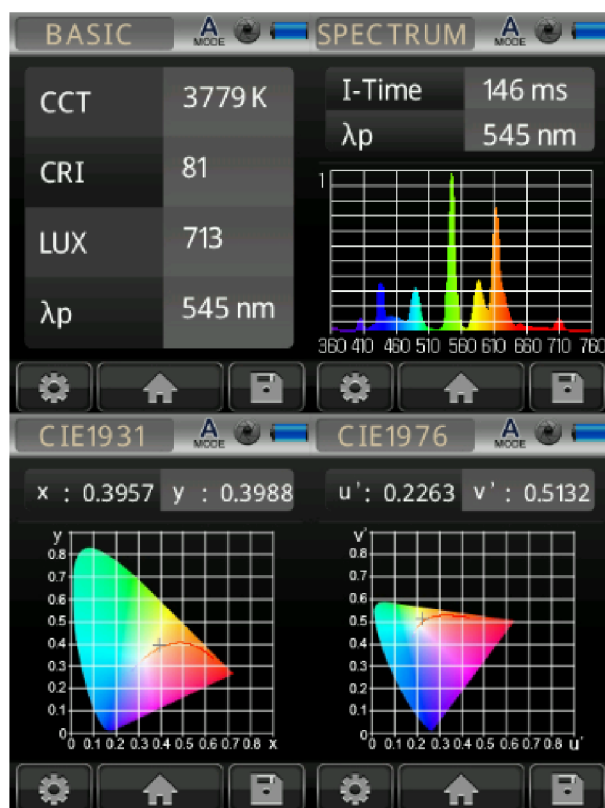 BASIC A MODE
CCT 3779 K
CRI 81
LUX 713
λp 545 nm
SPECTRUM A MODE
I-Time 146 ms
λp 545 nm
1
360 410 460 510 560 610 660 710 760
CIE1931 A MODE
x : 0.3957 y : 0.3988
y
0.8
0.7
0.6
0.5
0.4
0.3
0.2
0.1
0
0 0.1 0.2 0.3 0.4 0.5 0.6 0.7 0.8 x
CIE1976 A MODE
u': 0.2263 v' : 0.5132
v'
0.8
0.7
0.6
0.5
0.4
0.3
0.2
0.1
0
0 0.1 0.2 0.3 0.4 0.5 0.6 0.7 0.8 u'